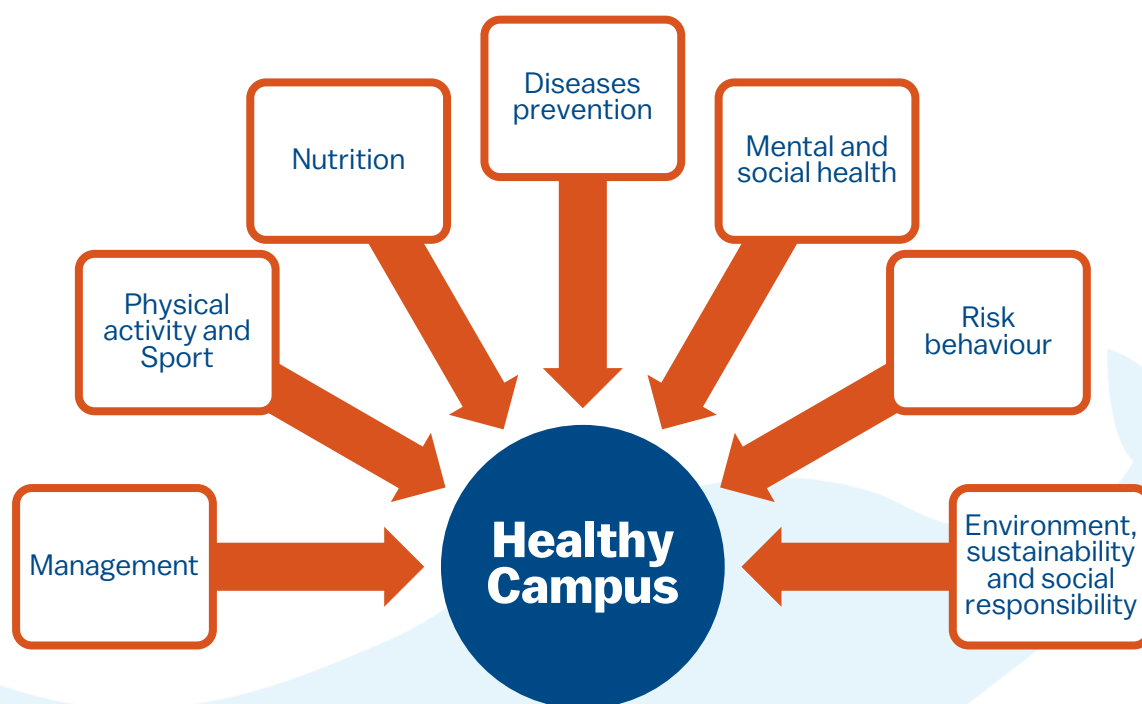 Diseases
prevention
Nutrition
Mental and
social health
Physical
activity and
Sport
Risk
behaviour
Management
Healthy
Campus
Environment,
sustainability
and social
responsibility